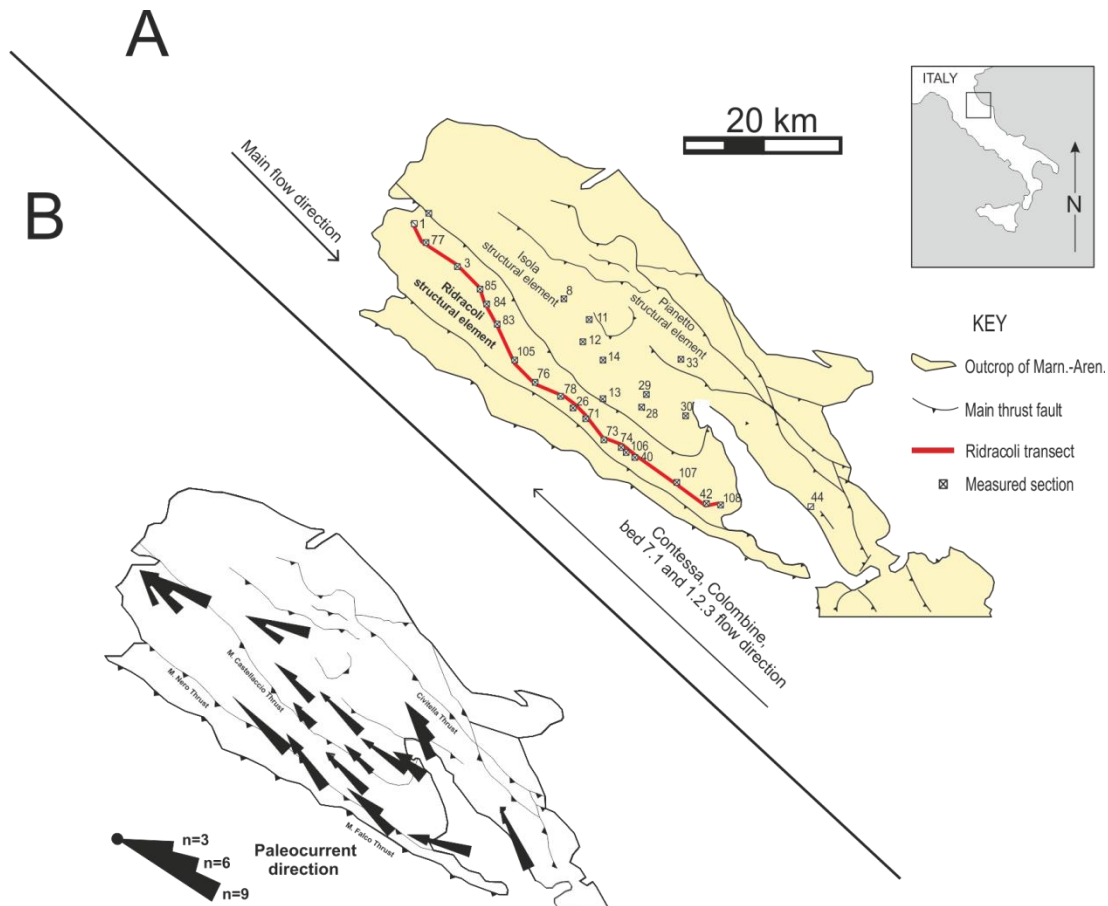 A
ITALY
N
20 km
Main flow direction
B
1
77
3
85
84
83
105
76
78
26
71
73
74
106
40
107
42
108
8
11
12
14
13
29
28
30
33
44
Isola
structural element
Ridracoli
structural element
Pianetto
structural element
KEY
Outcrop of Marn.-Aren.
Main thrust fault
Ridracoli transect
Measured section
Contessa, Colombine,
bed 7.1 and 1.2.3 flow direction
M. Nero Thrust
M. Castellaccio Thrust
Civitella Thrust
M. Falco Thrust
n=3
n=6
n=9
Paleocurrent
direction